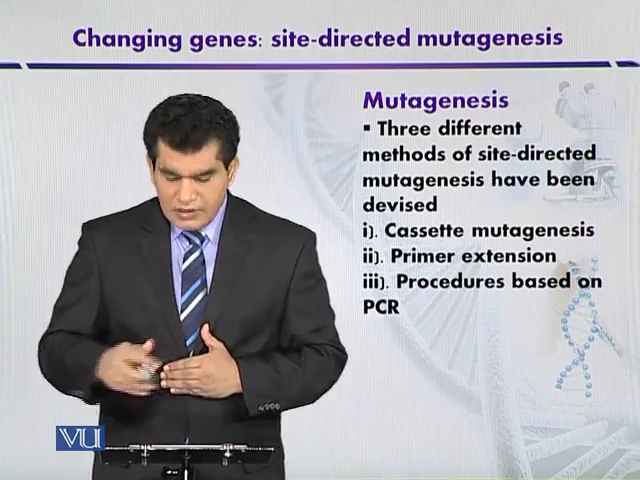 Changing genes: site-directed mutagenesis
Mutagenesis
▪ Three different
methods of site-directed
mutagenesis have been
devised
i). Cassette mutagenesis
ii). Primer extension
iii). Procedures based on
PCR
VU